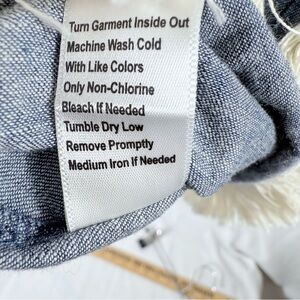 Turn Garment Inside Out
Machine Wash Cold
With Like Colors
Only Non-Chlorine
Bleach If Needed
Tumble Dry Low
Remove Promptly
Medium Iron If Needed